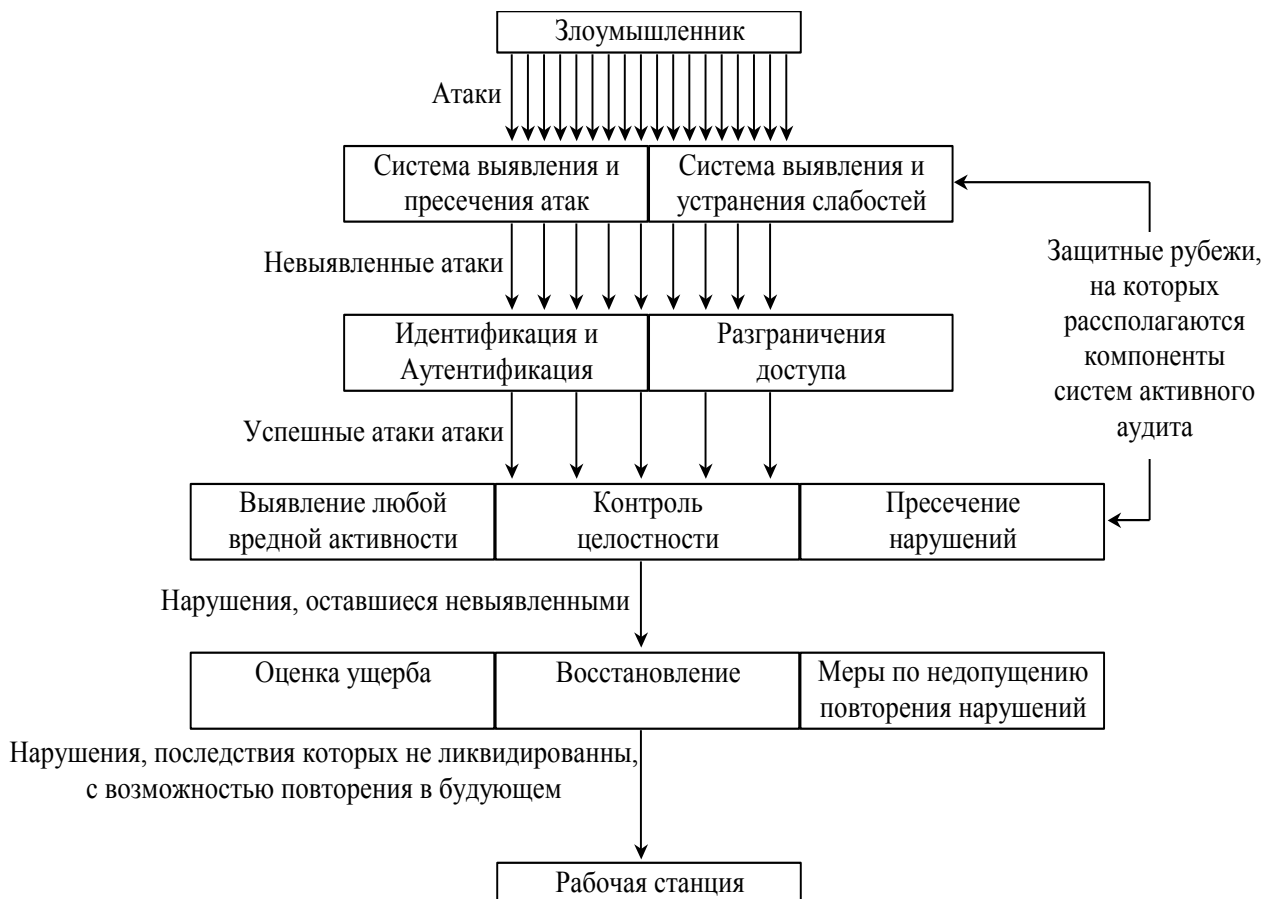 Злоумышленник
Атаки
Система выявления и
пресечения атак
Система выявления и
устранения слабостей
Невыявленные атаки
Защитные рубежи,
на которых
рассполагаются
компоненты
систем активного
аудита
Идентификация и
Аутентификация
Разграничения
доступа
Успешные атаки атаки
Выявление любой
вредной активности
Контроль
целостности
Пресечение
нарушений
Нарушения, оставшиеся невыявленными
Оценка ущерба
Восстановление
Меры по недопущению
повторения нарушений
Нарушения, последствия которых не ликвидированны,
с возможностью повторения в будующем
Рабочая станция